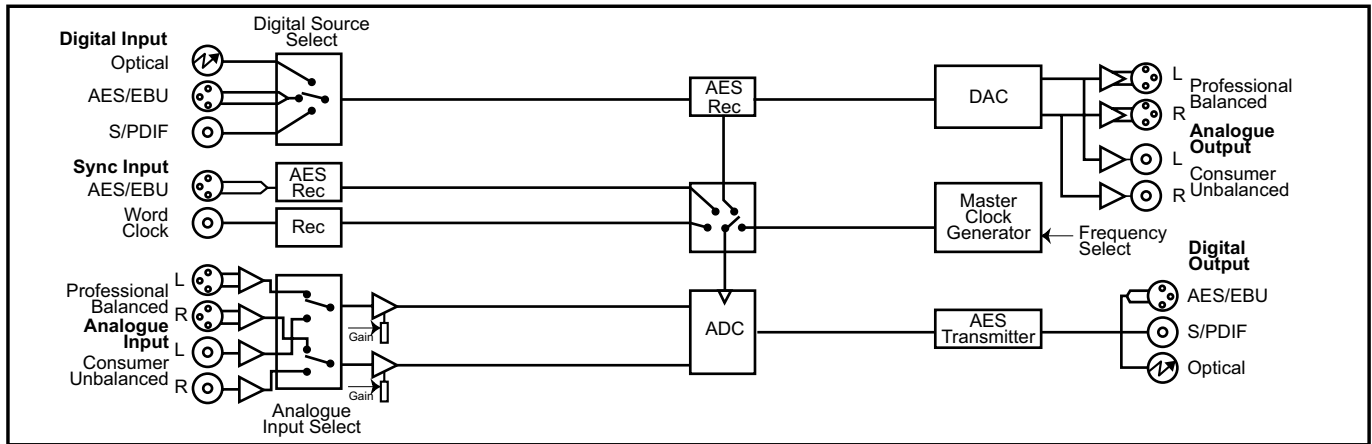 Digital Source
Select
Digital Input
Optical
AES/EBU
S/PDIF
Sync Input
AES/EBU
AES
Rec
Word
Clock
Rec
L
Professional
Balanced
R
Analogue
Input
L
Consumer
Unbalanced
R
Gain
Gain
Analogue
Input Select
AES
Rec
ADC
DAC
Master
Clock
Generator
Frequency
Select
AES
Transmitter
L
Professional
Balanced
R
Analogue
Output
L
Consumer
Unbalanced
R
Digital
Output
AES/EBU
S/PDIF
Optical